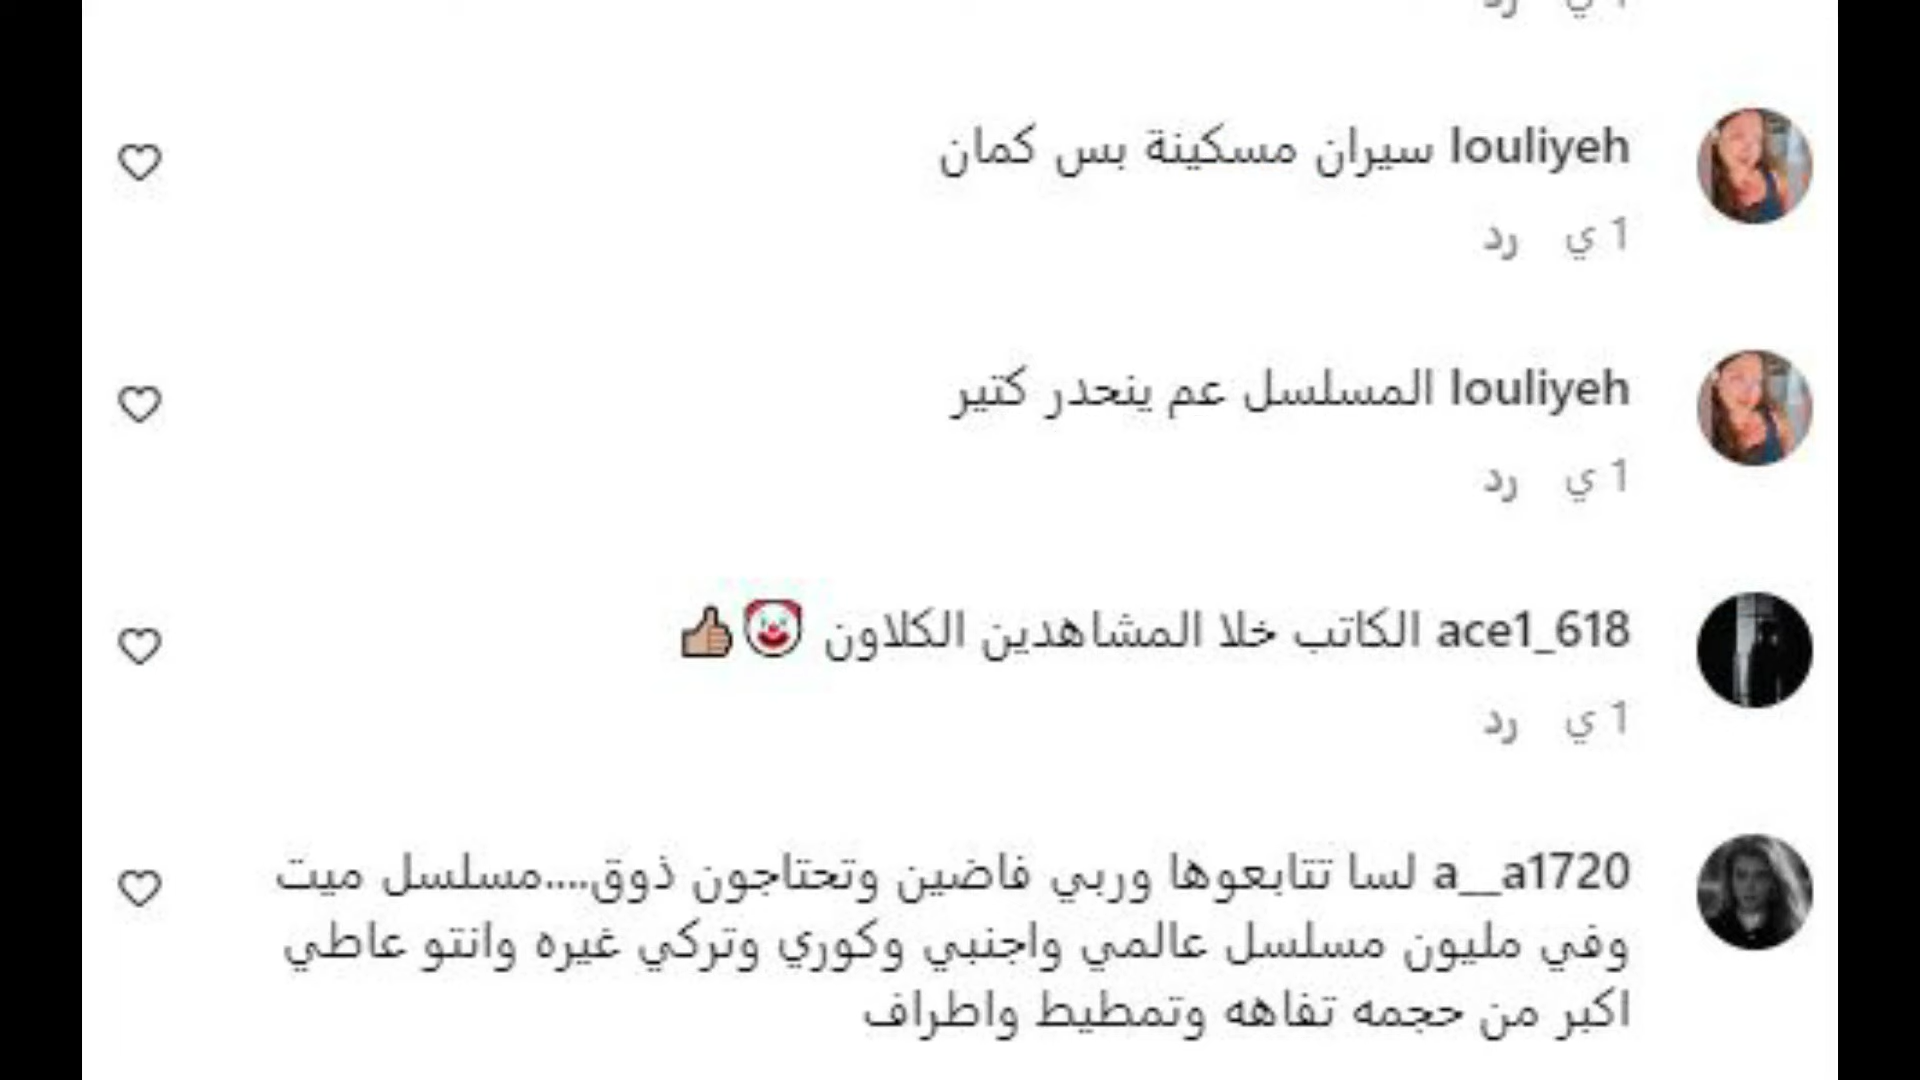 1 ي رد
louliyeh سيران مسكينة بس كمان
1 ي رد
louliyeh المسلسل عم ينحدر كتير
1 ي رد
ace1_618 الكاتب خلا المشاهدين الكلاون 🤡👍🏼
1 ي رد
a__a1720 لسا تتابعوها وربي فاضين وتحتاجون ذوق....مسلسل ميت
وفي مليون مسلسل عالمي واجنبي وكوري وتركي غيره وانتو عاطي
اكبر من حجمه تفاهه وتمطيط واطراف